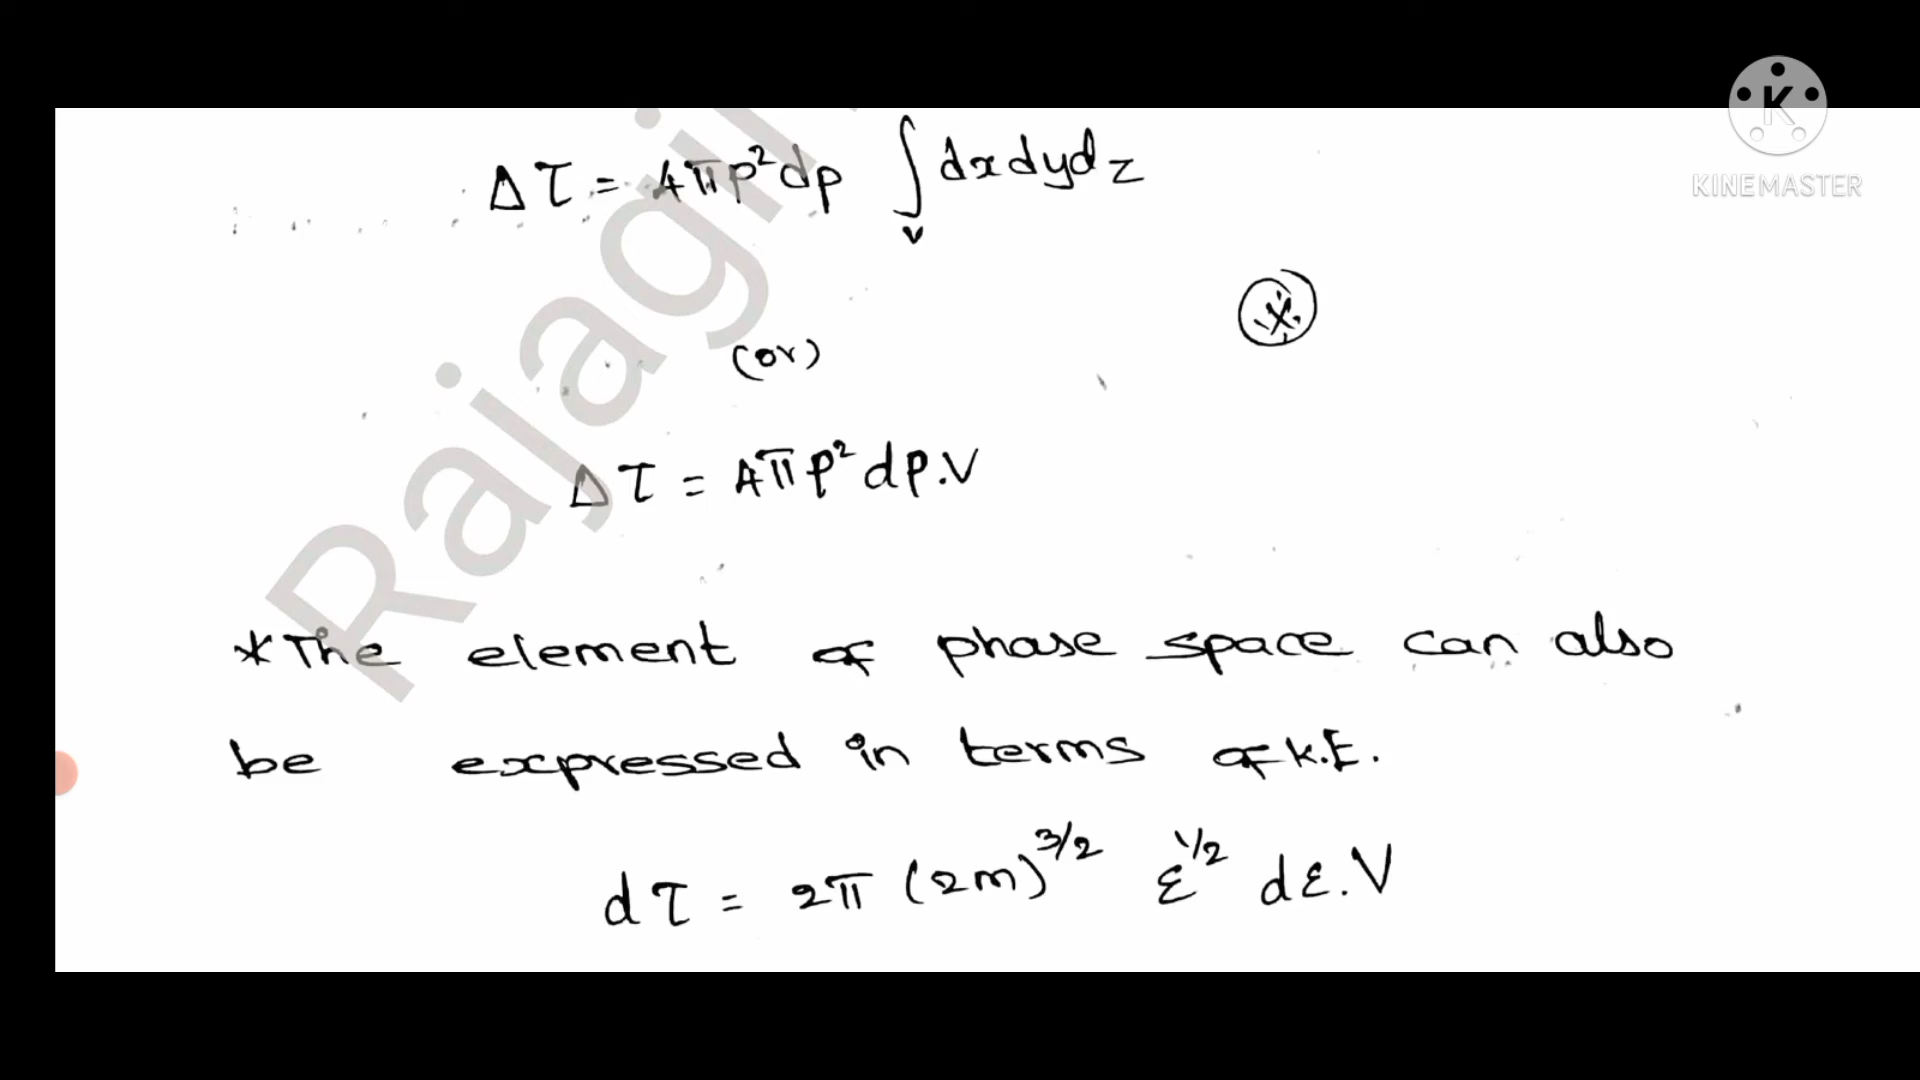 K
KINEMASTER
Δτ = 4πp²dp ∫ᵥ dxdydz
(or)
Δτ = 4πp²dp.V
*The element of phase space can also
be expressed in terms of K.E.
dτ = 2π (2m)^3/2 ε^1/2 dε.V